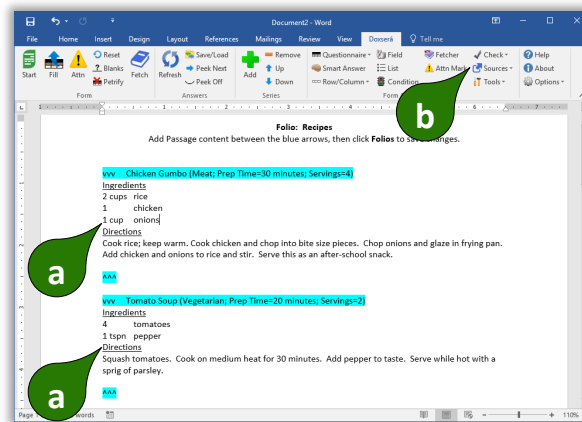 Document2 - Word
File Home Insert Design Layout References Mailings Review View Doxserá Tell me
Start Fill Attn Reset Blanks Petrify Fetch
Form
Refresh Save/Load Peek Next Peek Off
Answers
Add Remove Up Down
Series
Questionnaire Smart Answer Row/Column Field List Condition
Form
Fetcher Attn Mark
Check Sources Tools
Help About Options
b
Folio: Recipes
Add Passage content between the blue arrows, then click Folios to save changes.
vvv Chicken Gumbo (Meat; Prep Time=30 minutes; Servings=4)
Ingredients
2 cups rice
1 chicken
1 cup onions
Directions
a
Cook rice; keep warm. Cook chicken and chop into bite size pieces. Chop onions and glaze in frying pan.
Add chicken and onions to rice and stir. Serve this as an after-school snack.
^^^
vvv Tomato Soup (Vegetarian; Prep Time=20 minutes; Servings=2)
Ingredients
4 tomatoes
1 tspn pepper
Directions
a
Squash tomatoes. Cook on medium heat for 30 minutes. Add pepper to taste. Serve while hot with a
sprig of parsley.
^^^
Page words 110%